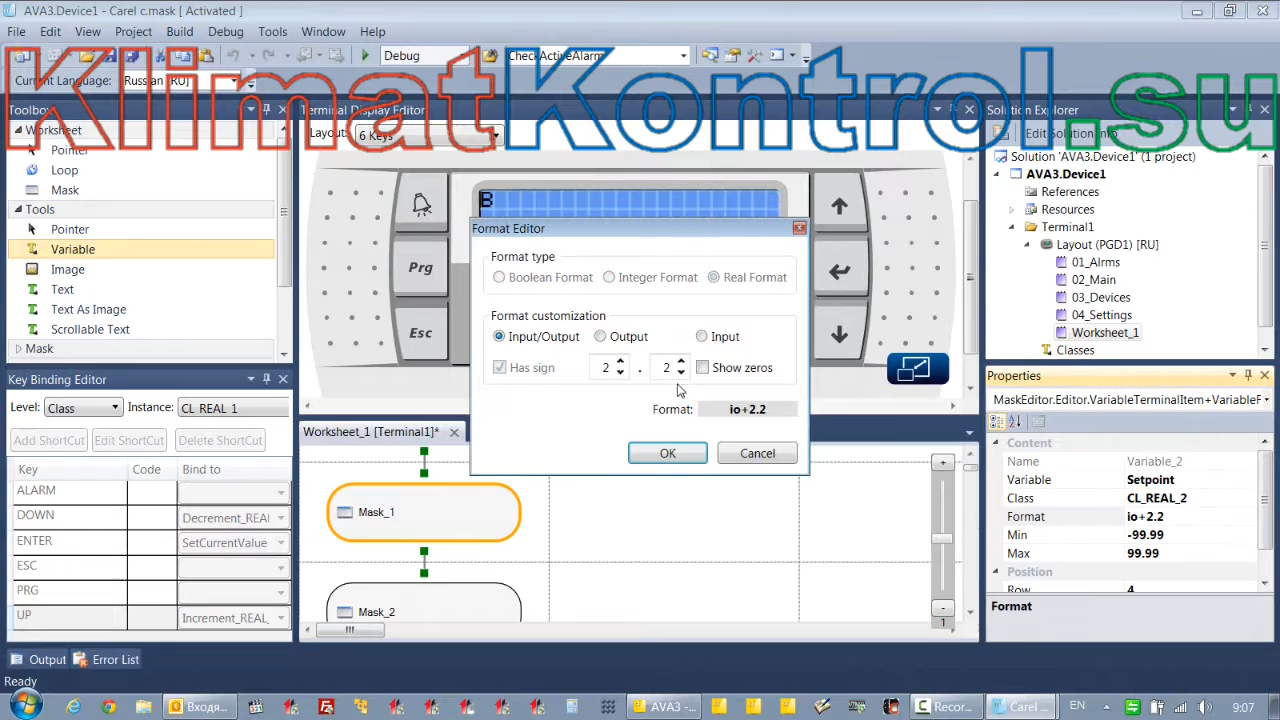 AVA3.Device1 - Carel c.mask [ Activated ]
File Edit View Project Build Debug Tools Window Help
Debug CheckActiveAlarm
Current Language: Russian [RU]
KlimatKontrol.su
Toolbox
Worksheet
Pointer
Loop
Mask
Tools
Pointer
Variable
Image
Text
Text As Image
Scrollable Text
Mask
Key Binding Editor
Level: Class Instance: CL_REAL_1
Add ShortCut Edit ShortCut Delete ShortCut
Key Code Bind to
ALARM
DOWN Decrement_REAL
ENTER SetCurrentValue
ESC
PRG
UP Increment_REAL_
Terminal Display Editor
Layout: 6 Keys
Prg
Esc
B
Format Editor
Format type
Boolean Format Integer Format Real Format
Format customization
Input/Output Output Input
Has sign 2 . 2 Show zeros
Format: io+2.2
OK Cancel
Worksheet_1 [Terminal1]*
Mask_1
Mask_2
+
-
1
Solution Explorer
Edit Solution Info
Solution 'AVA3.Device1' (1 project)
AVA3.Device1
References
Resources
Terminal1
Layout (PGD1) [RU]
01_Alrms
02_Main
03_Devices
04_Settings
Worksheet_1
Classes
Properties
MaskEditor.Editor.VariableTerminalItem+VariableF
Content
Name Variable_2
Variable Setpoint
Class CL_REAL_2
Format io+2.2
Min -99.99
Max 99.99
Position
Row 4
Format
Output Error List
Ready
Входя... AVA3 - ... Recor... Carel ... EN 9:07